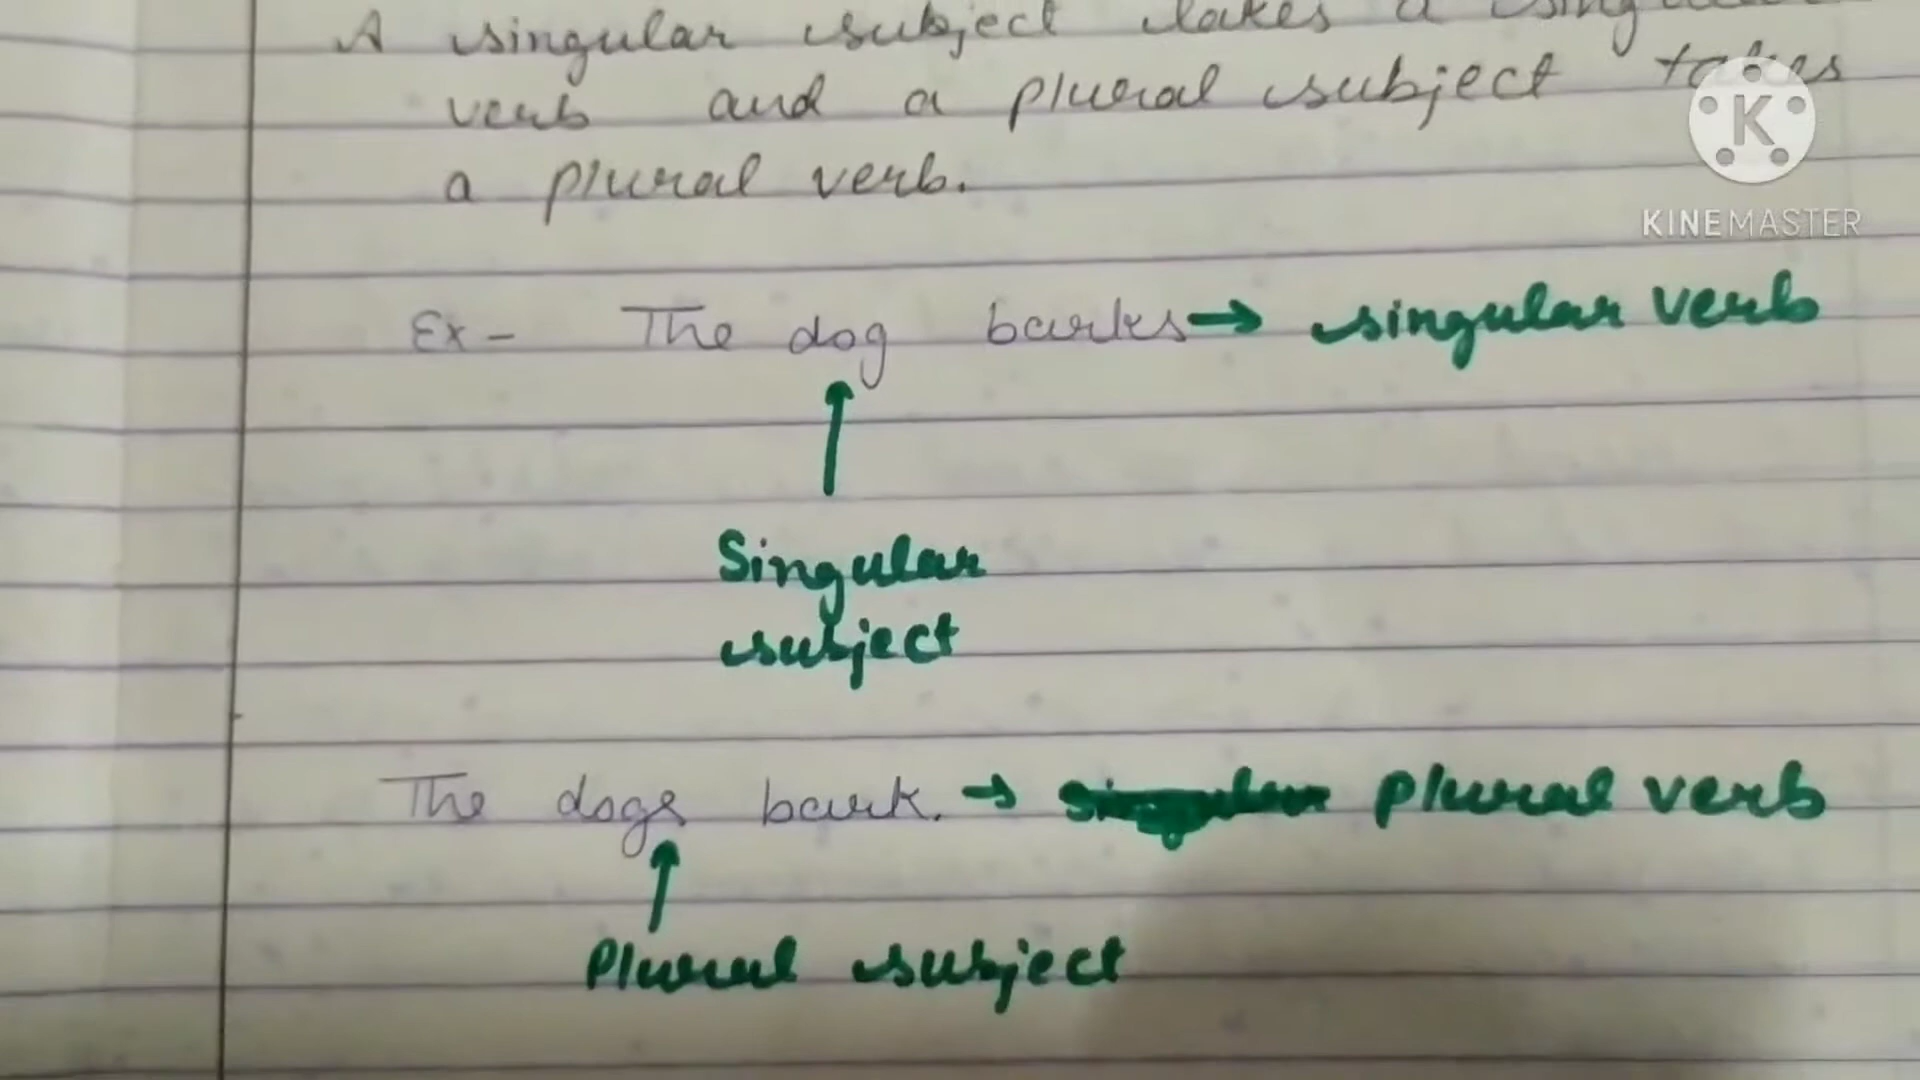 A singular subject takes a singular
verb and a plural subject takes
a plural verb.
K
KINEMASTER
Ex - The dog barks → singular verb
Singular
subject
The dogs bark. → singular plural verb
Plural subject